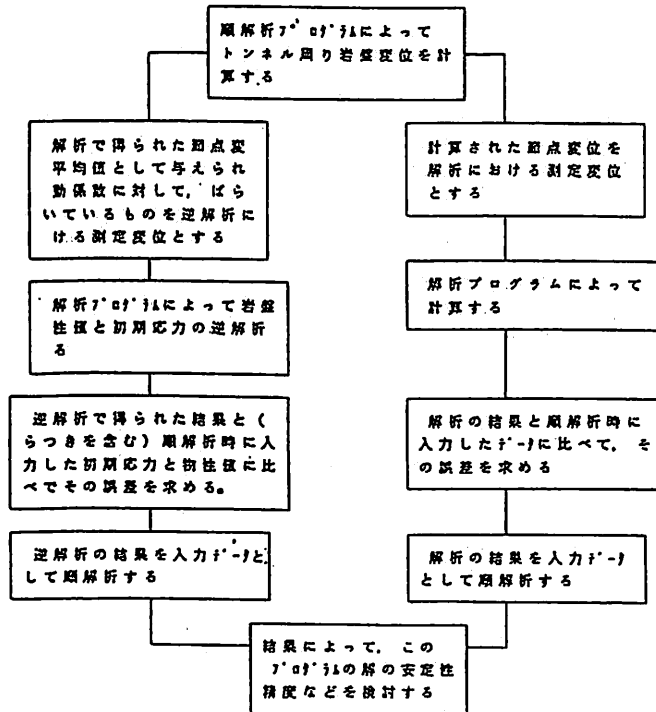 順解析プログラムによって
トンネル周り岩盤変位を計
算する
解析で得られた節点変
平均値として与えられ
動係数に対して、ばら
いているものを逆解析に
ける測定変位とする
解析プログラムによって岩盤
性値と初期応力の逆解析
る
逆解析で得られた結果と(
らつきを含む)順解析時に入
力した初期応力と物性値に比
べてその誤差を求める。
逆解析の結果を入力データと
して順解析する
計算された節点変位を
解析における測定変位
とする
解析プログラムによって
計算する
解析の結果と順解析時に
入力したデータに比べて、そ
の誤差を求める
解析の結果を入力データ
として順解析する
結果によって、この
プログラムの解の安定性
精度などを検討する